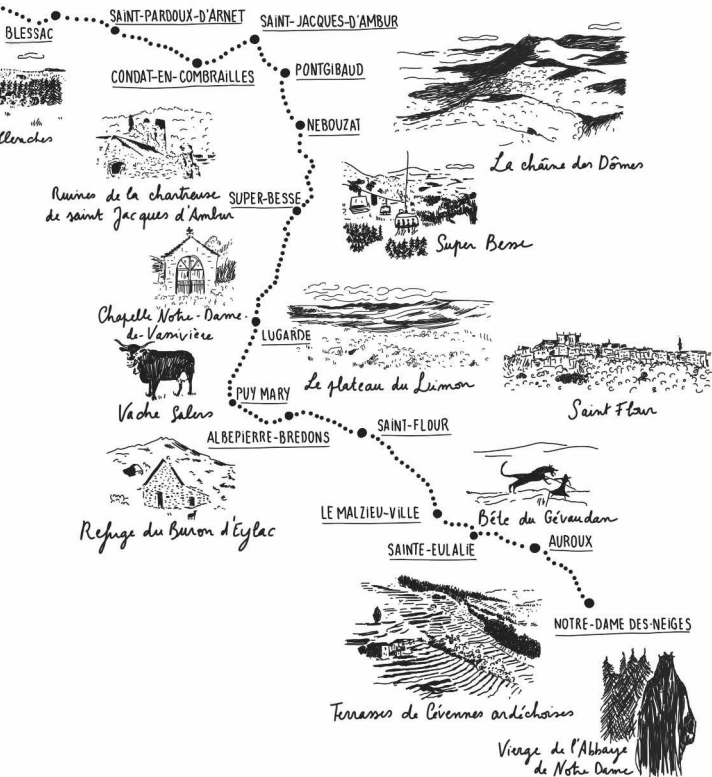 SAINT-PARDOUX-D'ARNET
SAINT-JACQUES-D'AMBUR
BLESSAC
CONDAT-EN-COMBRAILLES
PONTGIBAUD
NEBOUZAT
La chaîne des Dômes
Ruines de la chartreuse
de saint Jacques d'Ambur
SUPER-BESSE
Super Besse
Chapelle Notre-Dame-
de-Vassivière
LUGARDE
Le plateau du Limon
Vache Salers
PUY MARY
Saint Flour
ALBEPIERRE-BREDONS
SAINT-FLOUR
Refuge du Buron d'Eylac
LE MALZIEU-VILLE
Bête du Gévaudan
SAINTE-EULALIE
AUROUX
NOTRE-DAME DES-NEIGES
Terrasses de Cévennes ardéchoises
Vierge de l'Abbaye
de Notre Dame